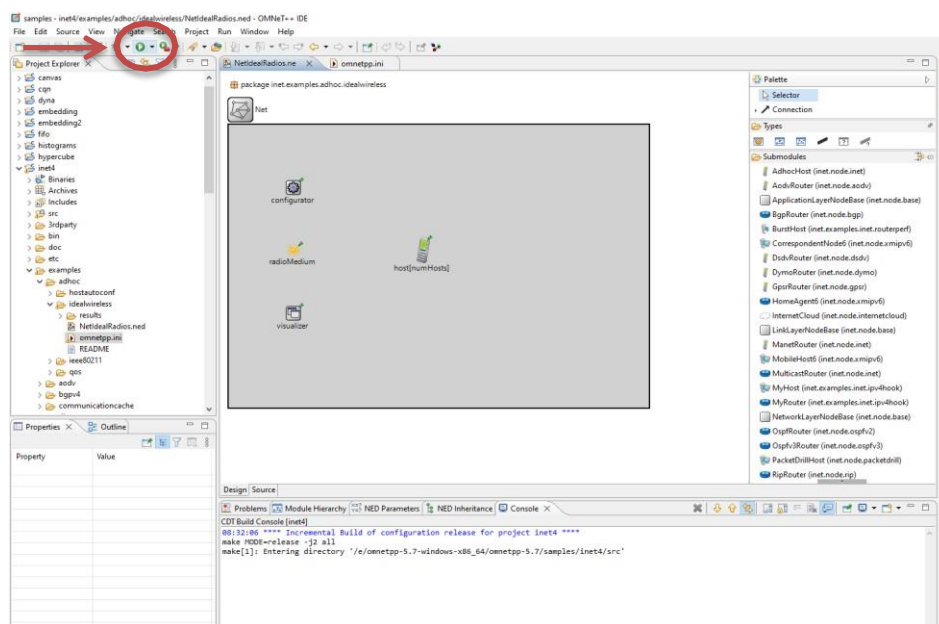 samples - inet4/examples/adhoc/idealwireless/NetIdealRadios.ned - OMNeT++ IDE
File Edit Source View Navigate Search Project Run Window Help
Project Explorer
canvas
cqn
dyna
embedding
embedding2
fifo
histograms
hypercube
inet4
Binaries
Archives
Includes
src
3rdparty
bin
doc
etc
examples
adhoc
hostautoconf
idealwireless
results
NetIdealRadios.ned
omnetpp.ini
README
ieee80211
qos
aodv
bgpv4
communicationcache
Properties
Outline
Property Value
NetIdealRadios.ne
omnetpp.ini
package inet.examples.adhoc.idealwireless
Net
configurator
radioMedium
host[numHosts]
visualizer
Design Source
Palette
Selector
Connection
Types
Submodules
AdhocHost (inet.node.inet)
AodvRouter (inet.node.aodv)
ApplicationLayerNodeBase (inet.node.base)
BgpRouter (inet.node.bgp)
BurstHost (inet.examples.inet.routerperf)
CorrespondentNode6 (inet.node.xmipv6)
DsdvRouter (inet.node.dsdv)
DymoRouter (inet.node.dymo)
GpsrRouter (inet.node.gpsr)
HomeAgent6 (inet.node.xmipv6)
InternetCloud (inet.node.internetcloud)
LinkLayerNodeBase (inet.node.base)
ManetRouter (inet.node.inet)
MobileHost6 (inet.node.xmipv6)
MulticastRouter (inet.node.inet)
MyHost (inet.examples.inet.ipv4hook)
MyRouter (inet.examples.inet.ipv4hook)
NetworkLayerNodeBase (inet.node.base)
OspfRouter (inet.node.ospfv2)
Ospfv3Router (inet.node.ospfv3)
PacketDrillHost (inet.node.packetdrill)
RipRouter (inet.node.rip)
Problems Module Hierarchy NED Parameters NED Inheritance Console
CDT Build Console [inet4]
08:32:06 **** Incremental Build of configuration release for project inet4 ****
make MODE=release -j2 all
make[1]: Entering directory '/e/omnetpp-5.7-windows-x86_64/omnetpp-5.7/samples/inet4/src'